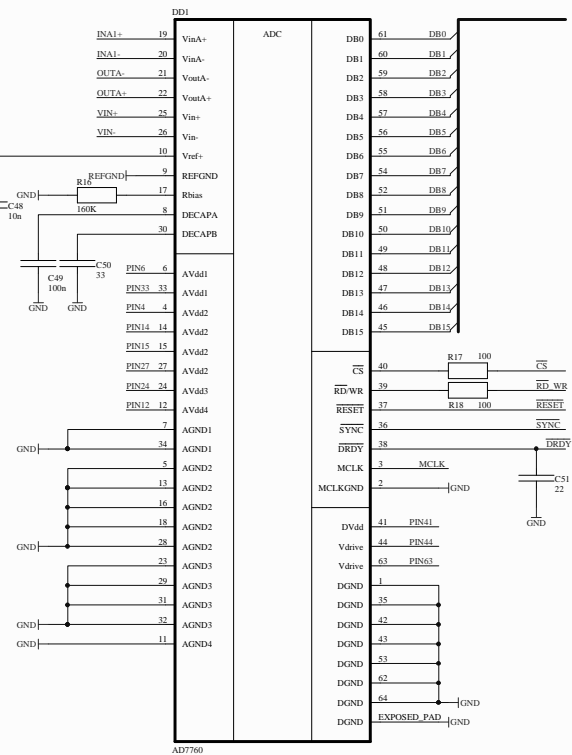 DD1
INA1+ 19 VinA+ ADC DB0 61 DB0
INA1- 20 VinA- DB1 60 DB1
OUTA- 21 VoutA- DB2 59 DB2
OUTA+ 22 VoutA+ DB3 58 DB3
VIN+ 25 Vin+ DB4 57 DB4
VIN- 26 Vin- DB5 56 DB5
10 Vref+ DB6 55 DB6
REFGND 9 REFGND DB7 54 DB7
R16
GND 17 Rbias DB8 52 DB8
160K
C48
10n
8 DECAPA DB9 51 DB9
30 DECAPB DB10 50 DB10
DB11 49 DB11
C49
100n
C50
33
GND GND
PIN6 6 AVdd1 DB12 48 DB12
PIN33 33 AVdd1 DB13 47 DB13
PIN4 4 AVdd2 DB14 46 DB14
PIN14 14 AVdd2 DB15 45 DB15
PIN15 15 AVdd2
R17 100
PIN27 27 AVdd2 CS 40 CS
PIN24 24 AVdd3 RD/WR 39 RD_WR
R18 100
PIN12 12 AVdd4 RESET 37 RESET
7 AGND1 SYNC 36 SYNC
GND 34 AGND1 DRDY 38 DRDY
5 AGND2 MCLK 3 MCLK
13 AGND2 MCLKGND 2 GND
C51
22
GND
16 AGND2
18 AGND2 DVdd 41 PIN41
GND 28 AGND2 Vdrive 44 PIN44
23 AGND3 Vdrive 63 PIN63
29 AGND3 DGND 1
31 AGND3 DGND 35
GND 32 AGND3 DGND 42
GND 11 AGND4 DGND 43
DGND 53
DGND 62
DGND 64 GND
DGND EXPOSED_PAD GND
AD7760